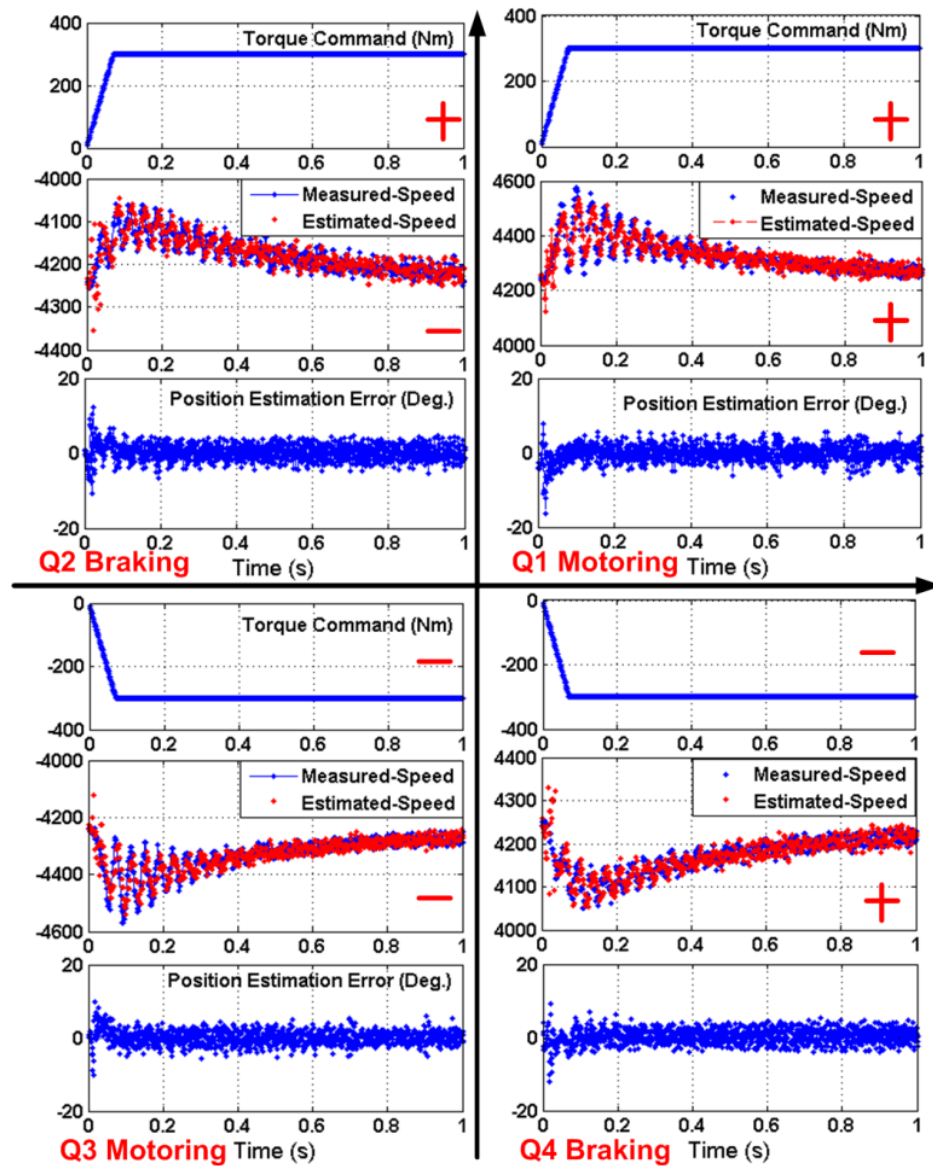 400
Torque Command (Nm)
200
+
0
0 0.2 0.4 0.6 0.8 1
-4000
Measured-Speed
-4100
Estimated-Speed
-4200
-4300
−
-4400
0 0.2 0.4 0.6 0.8 1
20
Position Estimation Error (Deg.)
0
-20
0 0.2 0.4 0.6 0.8 1
Q2 Braking
Time (s)
400
Torque Command (Nm)
200
+
0
0 0.2 0.4 0.6 0.8 1
4600
Measured-Speed
Estimated-Speed
4400
4200
+
4000
0 0.2 0.4 0.6 0.8 1
20
Position Estimation Error (Deg.)
0
-20
0 0.2 0.4 0.6 0.8 1
Q1 Motoring
Time (s)
0
Torque Command (Nm)
−
-200
-400
0 0.2 0.4 0.6 0.8 1
-4000
Measured-Speed
Estimated-Speed
-4200
-4400
−
-4600
0 0.2 0.4 0.6 0.8 1
20
Position Estimation Error (Deg.)
0
-20
0 0.2 0.4 0.6 0.8 1
Q3 Motoring
Time (s)
0
−
-200
-400
0 0.2 0.4 0.6 0.8 1
4400
Measured-Speed
4300
Estimated-Speed
4200
4100
+
4000
0 0.2 0.4 0.6 0.8 1
20
0
-20
0 0.2 0.4 0.6 0.8 1
Q4 Braking
Time (s)